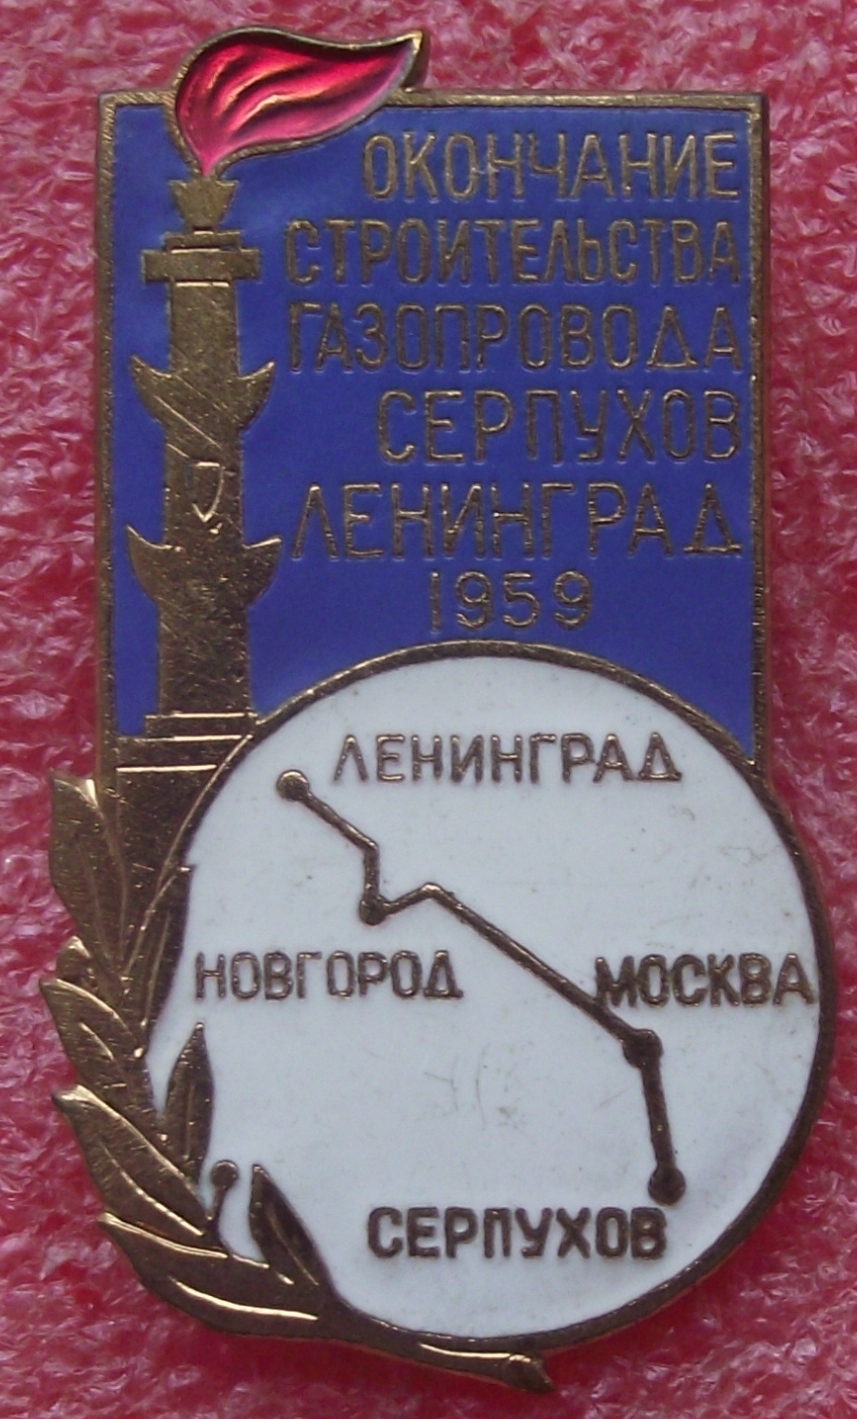 ОКОНЧАНИЕ
СТРОИТЕЛЬСТВА
ГАЗОПРОВОДА
СЕРПУХОВ
ЛЕНИНГРАД
1959
ЛЕНИНГРАД
НОВГОРОД
МОСКВА
СЕРПУХОВ